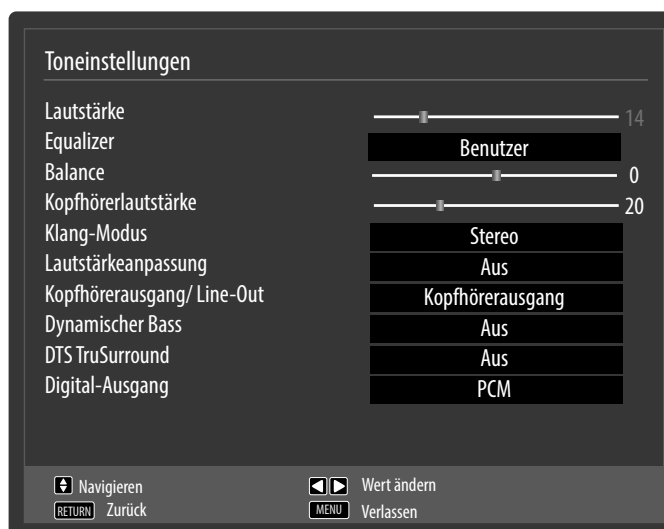 Toneinstellungen
Lautstärke 14
Equalizer Benutzer
Balance 0
Kopfhörerlautstärke 20
Klang-Modus Stereo
Lautstärkeanpassung Aus
Kopfhörerausgang/ Line-Out Kopfhörerausgang
Dynamischer Bass Aus
DTS TruSurround Aus
Digital-Ausgang PCM
Navigieren Wert ändern
RETURN Zurück MENU Verlassen